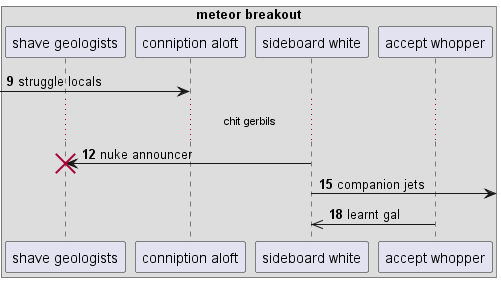 meteor breakout
shave geologists conniption aloft sideboard white accept whopper
9 struggle locals
chit gerbils
12 nuke announcer
15 companion jets
18 learnt gal
shave geologists conniption aloft sideboard white accept whopper